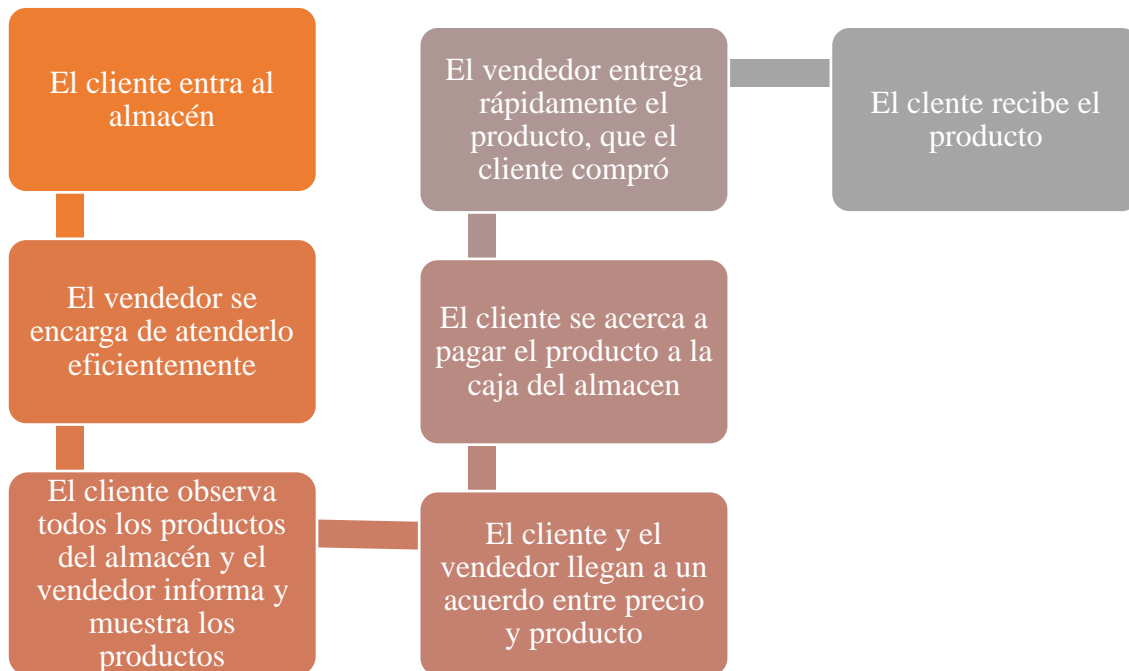 El cliente entra al
almacén
El vendedor se
encarga de atenderlo
eficientemente
El cliente observa
todos los productos
del almacén y el
vendedor informa y
muestra los
productos
El cliente y el
vendedor llegan a un
acuerdo entre precio
y producto
El cliente se acerca a
pagar el producto a la
caja del almacen
El vendedor entrega
rápidamente el
producto, que el
cliente compró
El clente recibe el
producto